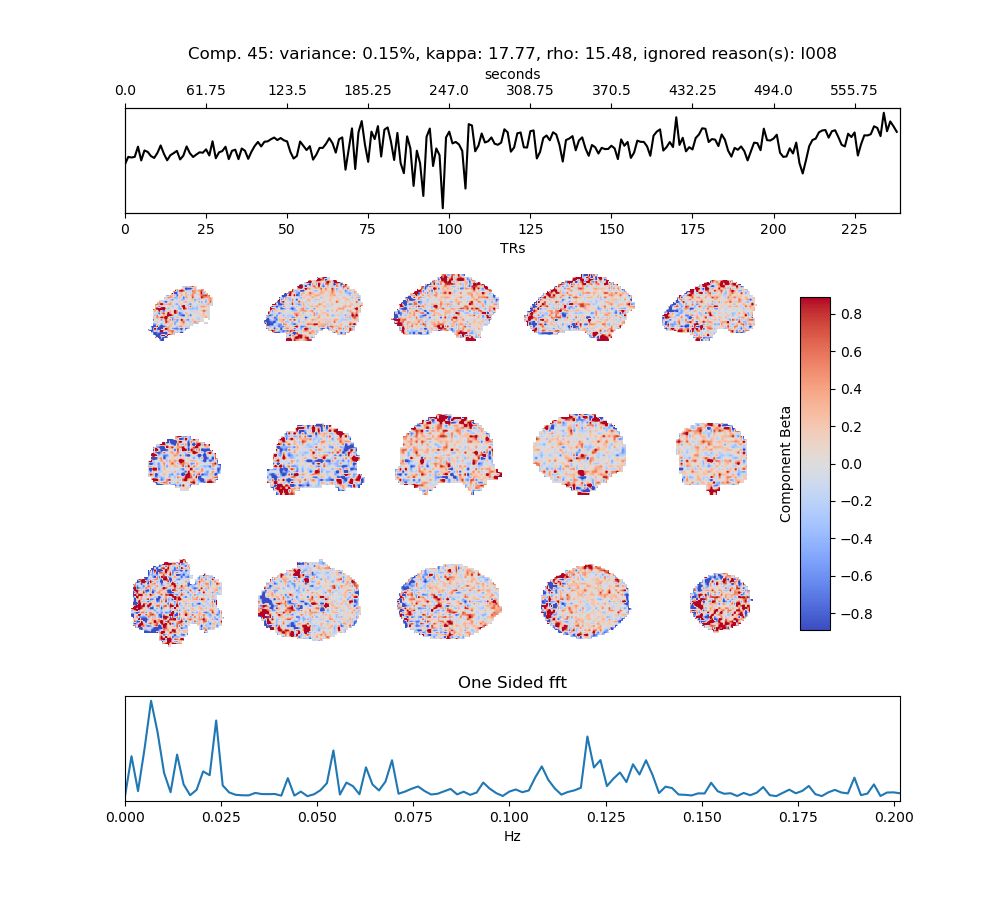 Comp. 45: variance: 0.15%, kappa: 17.77, rho: 15.48, ignored reason(s): I008
seconds
0.0 61.75 123.5 185.25 247.0 308.75 370.5 432.25 494.0 555.75
0 25 50 75 100 125 150 175 200 225
TRs
0.8
0.6
0.4
0.2
0.0
−0.2
−0.4
−0.6
−0.8
Component Beta
One Sided fft
0.000 0.025 0.050 0.075 0.100 0.125 0.150 0.175 0.200
Hz